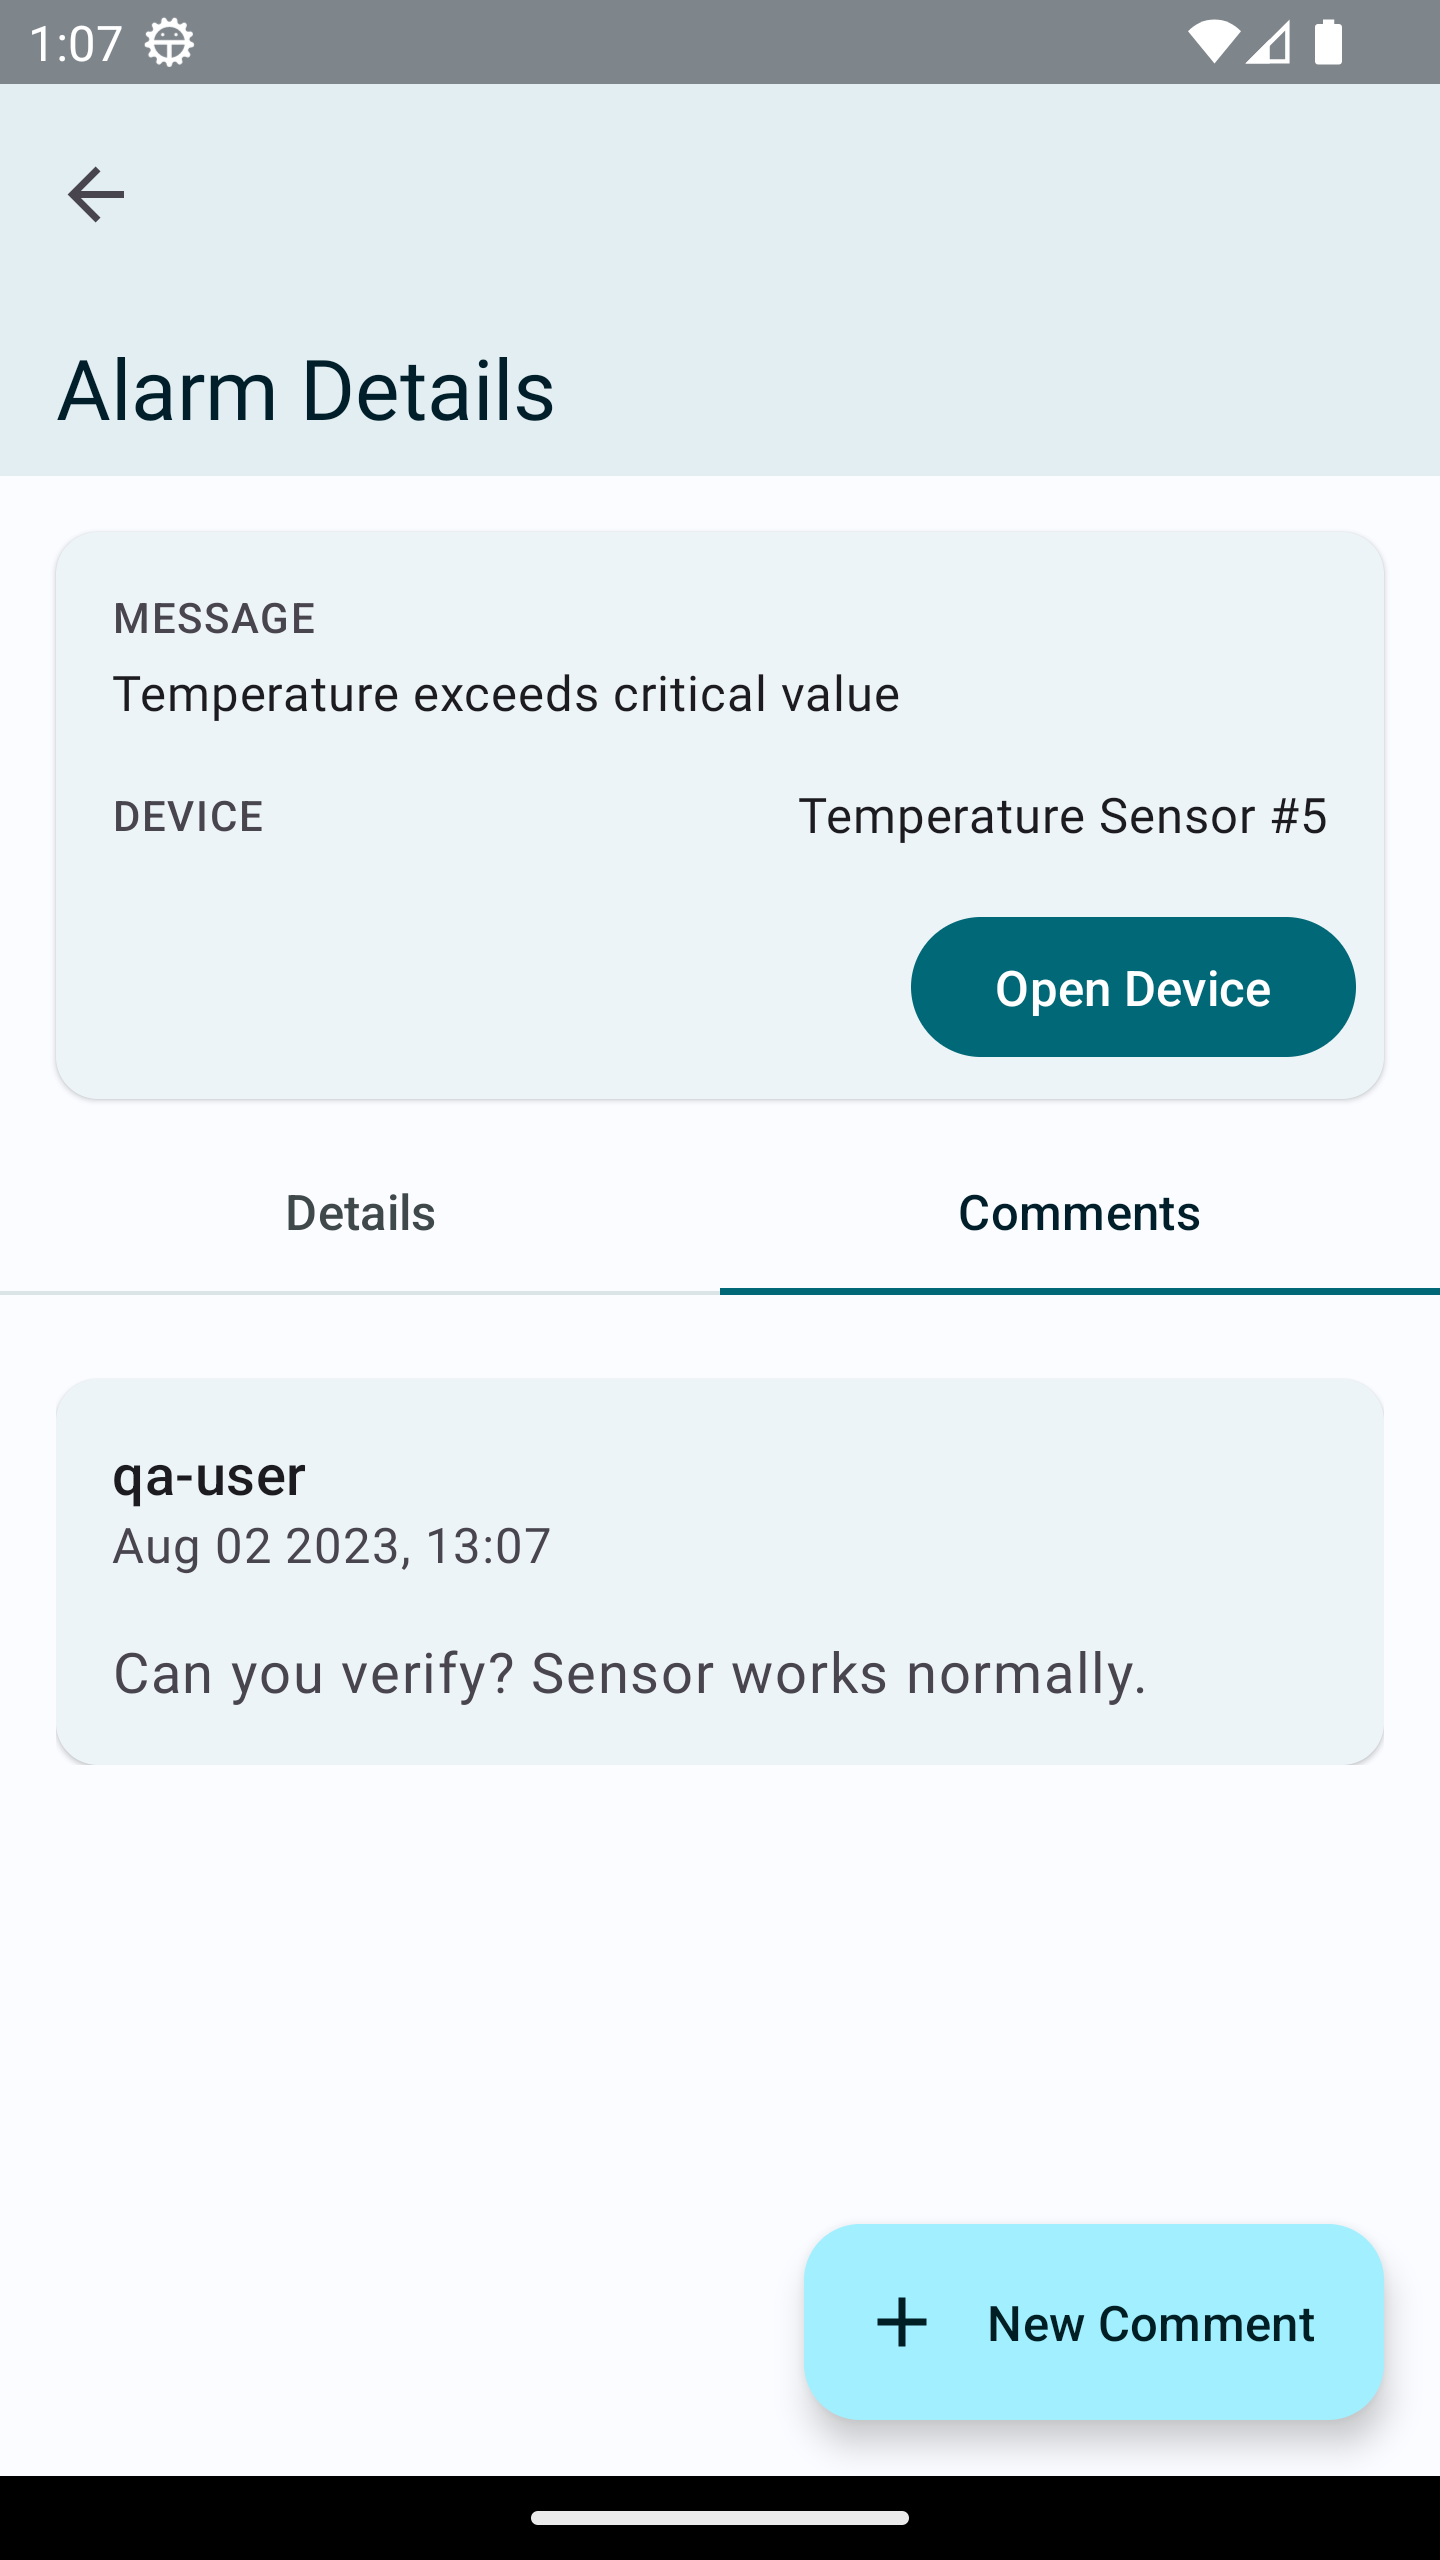 1:07
Alarm Details
MESSAGE
Temperature exceeds critical value
DEVICE Temperature Sensor #5
Open Device
Details Comments
qa-user
Aug 02 2023, 13:07
Can you verify? Sensor works normally.
New Comment